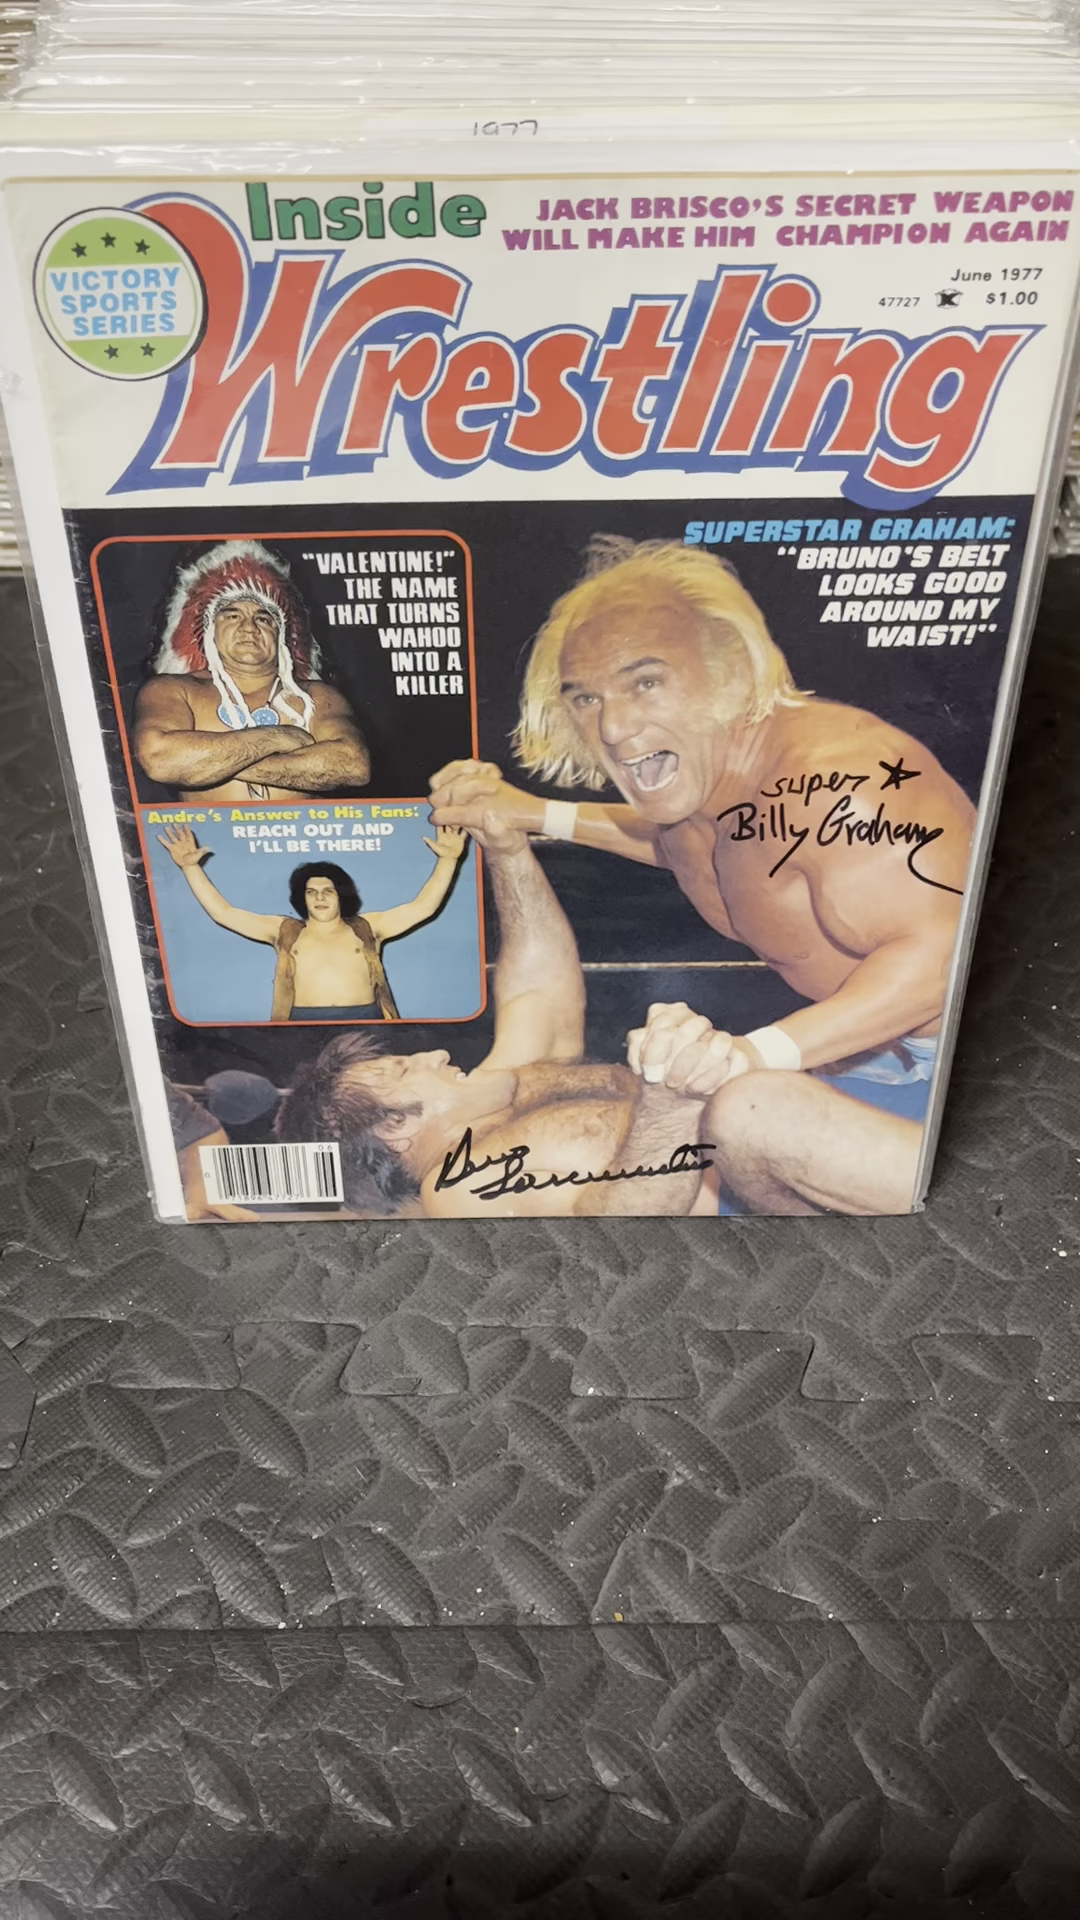 1977
Inside
Wrestling
JACK BRISCO'S SECRET WEAPON
WILL MAKE HIM CHAMPION AGAIN
June 1977
47727 $1.00
VICTORY
SPORTS
SERIES
SUPERSTAR GRAHAM:
"BRUNO'S BELT
LOOKS GOOD
AROUND MY
WAIST!"
"VALENTINE!"
THE NAME
THAT TURNS
WAHOO
INTO A
KILLER
Andre's Answer to His Fans:
REACH OUT AND
I'LL BE THERE!
super
Billy Graham
06